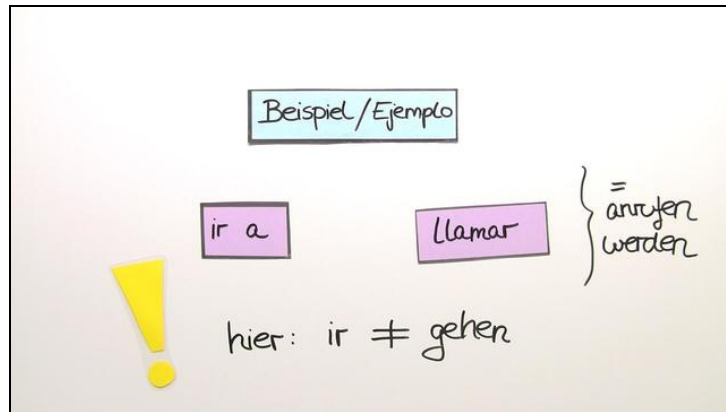 Beispiel/Ejemplo
ir a
llamar
=
anrufen
werden
hier: ir ≠ gehen